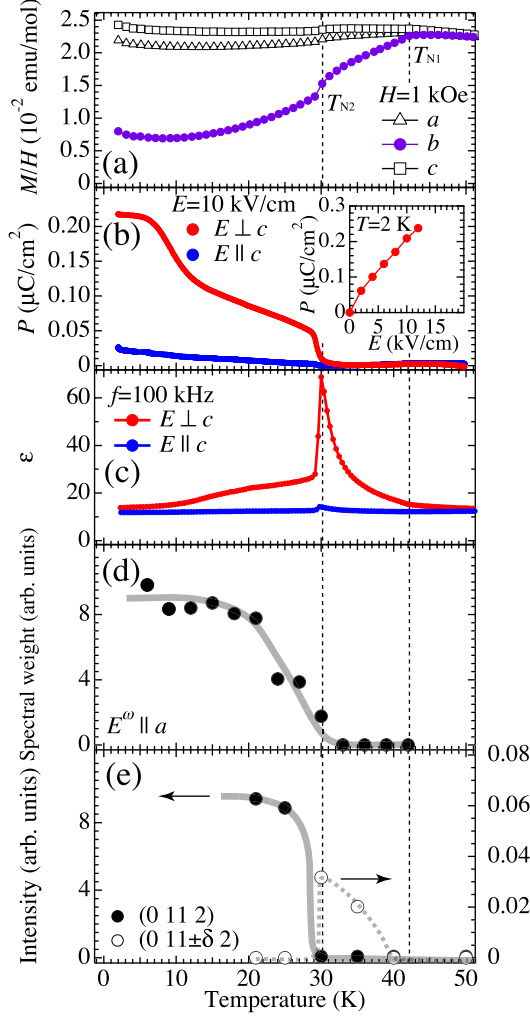 2.5
2.0
1.5
1.0
0.5
0
M/H (10⁻² emu/mol)
T_N1
T_N2
H=1 kOe
a
b
c
(a)
0.20
0.15
0.10
0.05
0
P (μC/cm²)
(b)
E=10 kV/cm
E ⊥ c
E || c
0.3
0.2
0.1
0
P (μC/cm²)
T=2 K
0 10
E (kV/cm)
60
40
20
0
ε
f=100 kHz
E ⊥ c
E || c
(c)
8
4
0
Spectral weight (arb. units)
(d)
E^ω || a
8
4
0
Intensity (arb. units)
(e)
0.08
0.06
0.04
0.02
0
(0 11 2)
(0 11±δ 2)
0 10 20 30 40 50
Temperature (K)